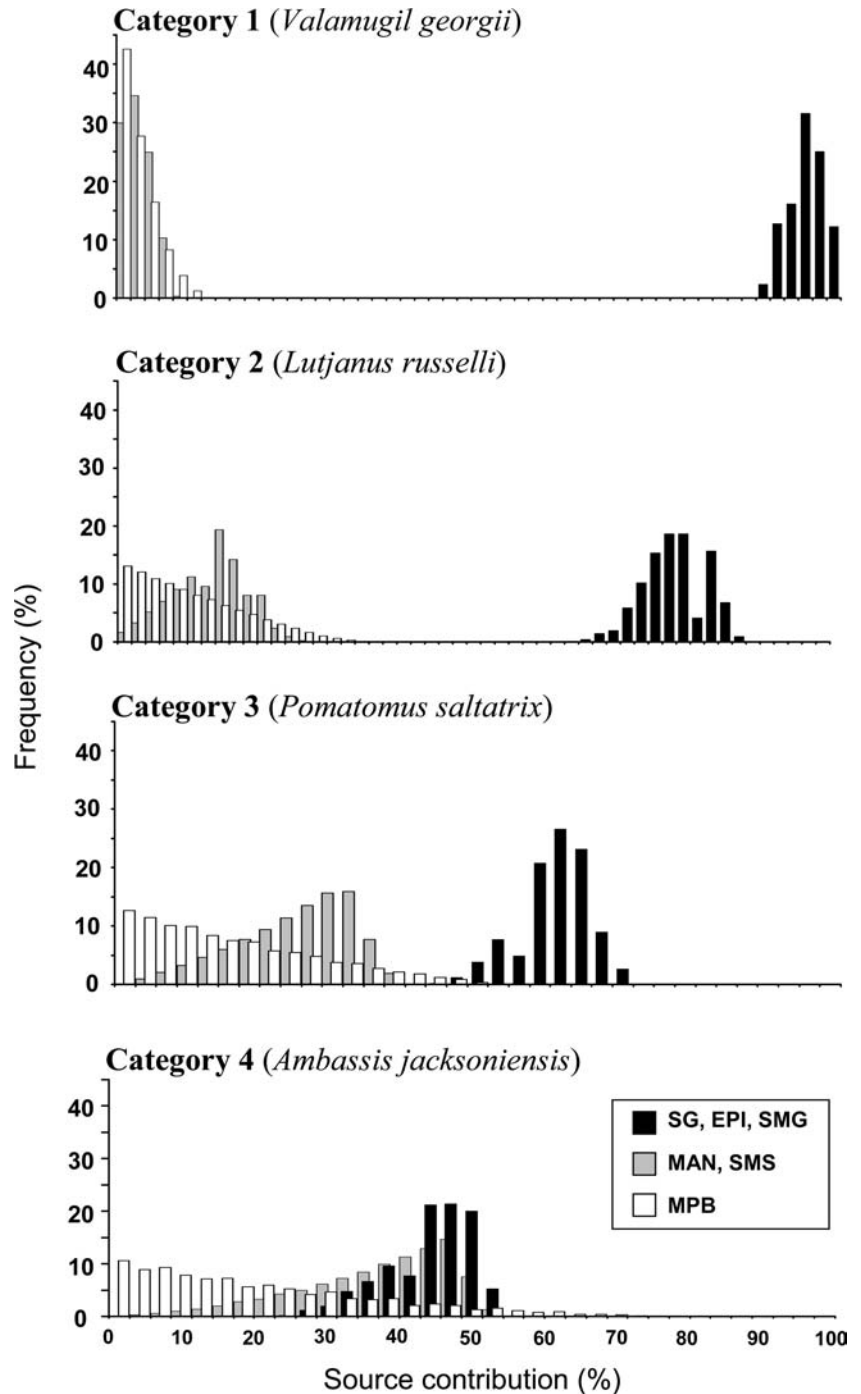 Category 1 (Valamugil georgii)
40
30
20
10
0
Category 2 (Lutjanus russelli)
40
30
20
10
0
Frequency (%)
Category 3 (Pomatomus saltatrix)
40
30
20
10
0
Category 4 (Ambassis jacksoniensis)
40
30
20
10
0
SG, EPI, SMG
MAN, SMS
MPB
0 10 20 30 40 50 60 70 80 90 100
Source contribution (%)